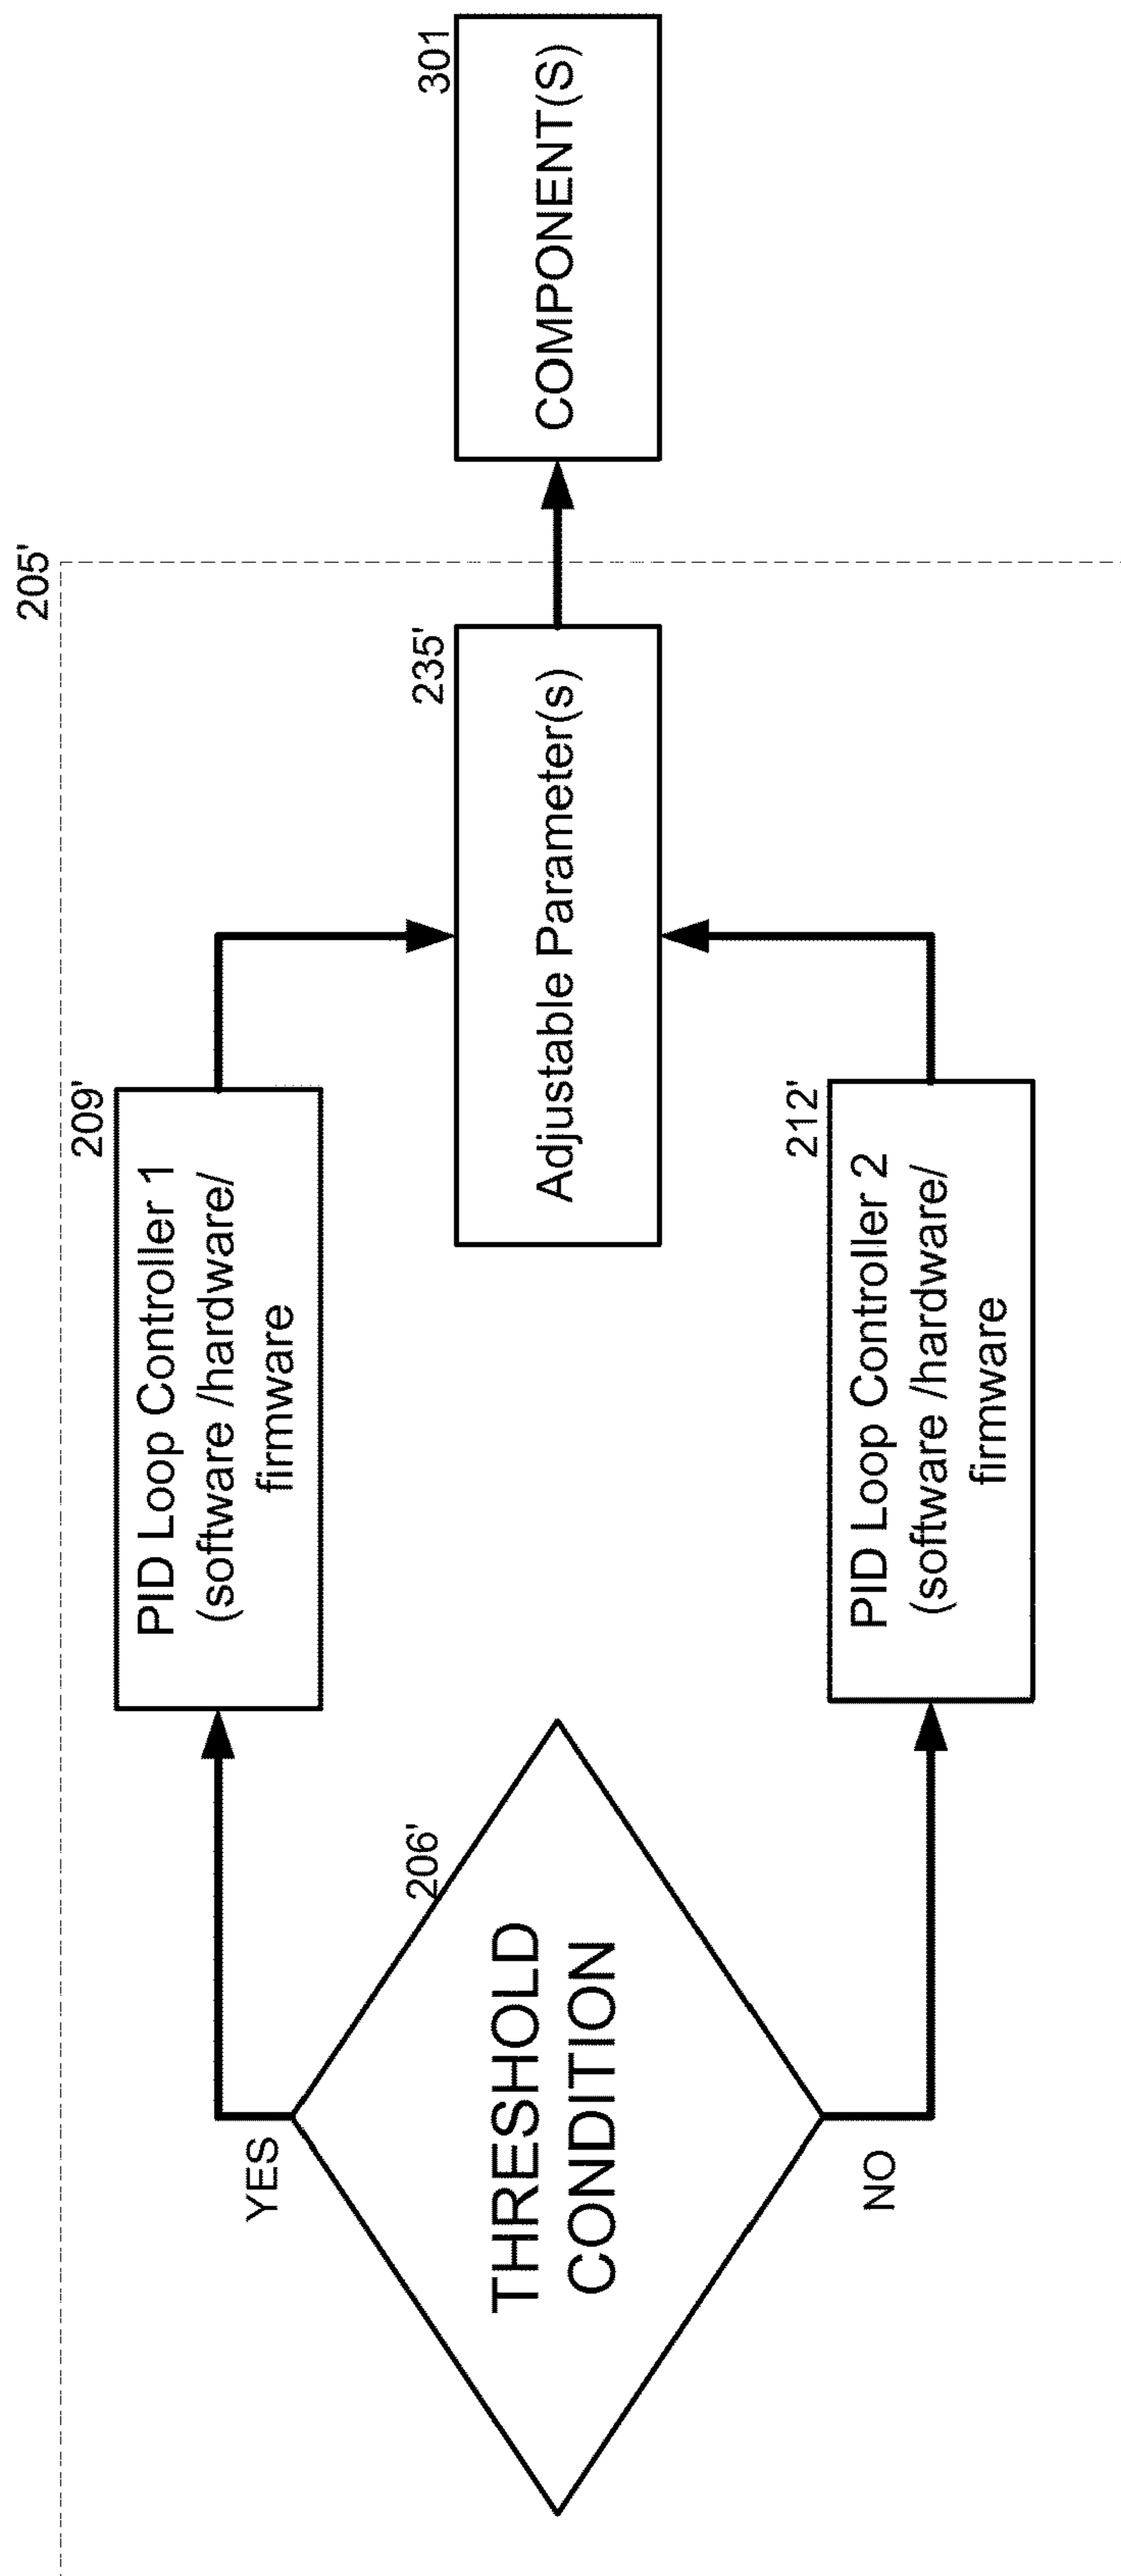 205'
209'
PID Loop Controller 1
(software /hardware/
firmware
YES
206'
THRESHOLD
CONDITION
235'
Adjustable Parameter(s)
301
COMPONENT(S)
NO
212'
PID Loop Controller 2
(software /hardware/
firmware